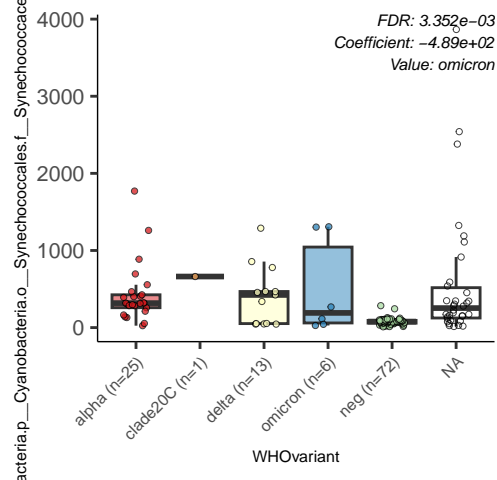 acteria.p__Cyanobacteria.o__Synechococcales.f__Synechococcace
4000
3000
2000
1000
0
FDR: 3.352e−03
Coefficient: −4.89e+02
Value: omicron
alpha (n=25)
clade20C (n=1)
delta (n=13)
omicron (n=6)
neg (n=72)
NA
WHOvariant